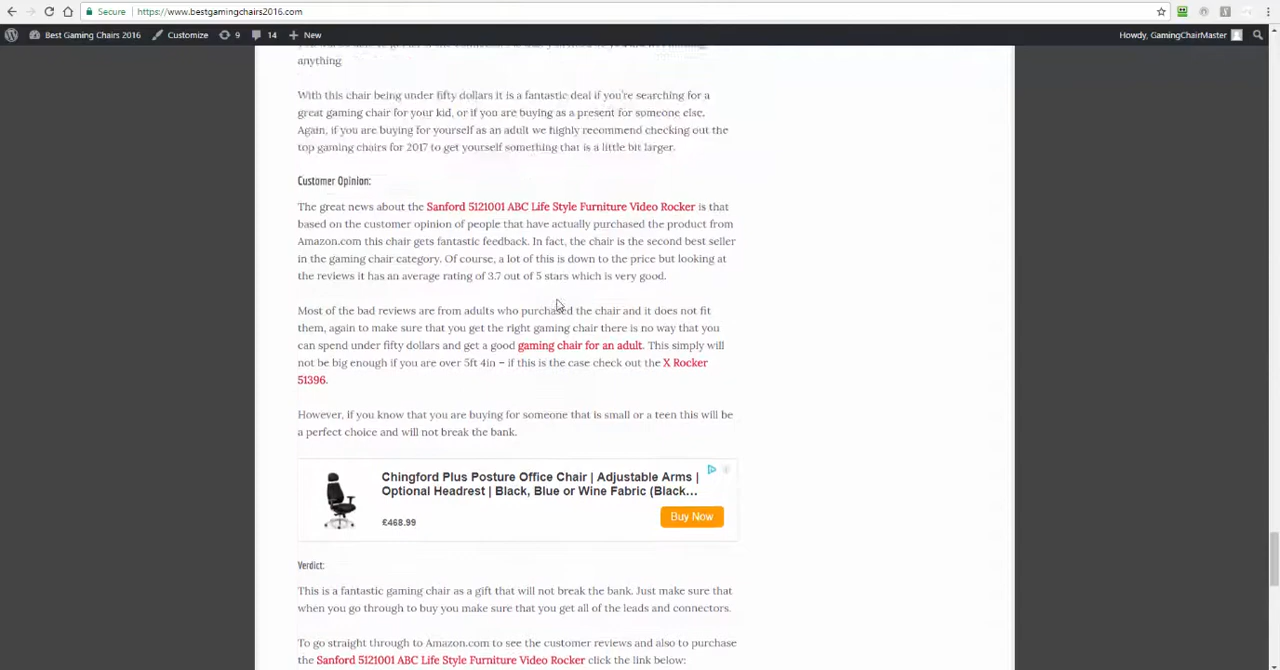 Secure | https://www.bestgamingchairs2016.com
Best Gaming Chairs 2016 Customize 9 14 New Howdy, GamingChairMaster
anything
With this chair being under fifty dollars it is a fantastic deal if you're searching for a
great gaming chair for your kid, or if you are buying as a present for someone else.
Again, if you are buying for yourself as an adult we highly recommend checking out the
top gaming chairs for 2017 to get yourself something that is a little bit larger.
Customer Opinion:
The great news about the Sanford 5121001 ABC Life Style Furniture Video Rocker is that
based on the customer opinion of people that have actually purchased the product from
Amazon.com this chair gets fantastic feedback. In fact, the chair is the second best seller
in the gaming chair category. Of course, a lot of this is down to the price but looking at
the reviews it has an average rating of 3.7 out of 5 stars which is very good.
Most of the bad reviews are from adults who purchased the chair and it does not fit
them, again to make sure that you get the right gaming chair there is no way that you
can spend under fifty dollars and get a good gaming chair for an adult. This simply will
not be big enough if you are over 5ft 4in – if this is the case check out the X Rocker
51396.
However, if you know that you are buying for someone that is small or a teen this will be
a perfect choice and will not break the bank.
Chingford Plus Posture Office Chair | Adjustable Arms |
Optional Headrest | Black, Blue or Wine Fabric (Black...
£468.99 Buy Now
Verdict:
This is a fantastic gaming chair as a gift that will not break the bank. Just make sure that
when you go through to buy you make sure that you get all of the leads and connectors.
To go straight through to Amazon.com to see the customer reviews and also to purchase
the Sanford 5121001 ABC Life Style Furniture Video Rocker click the link below: